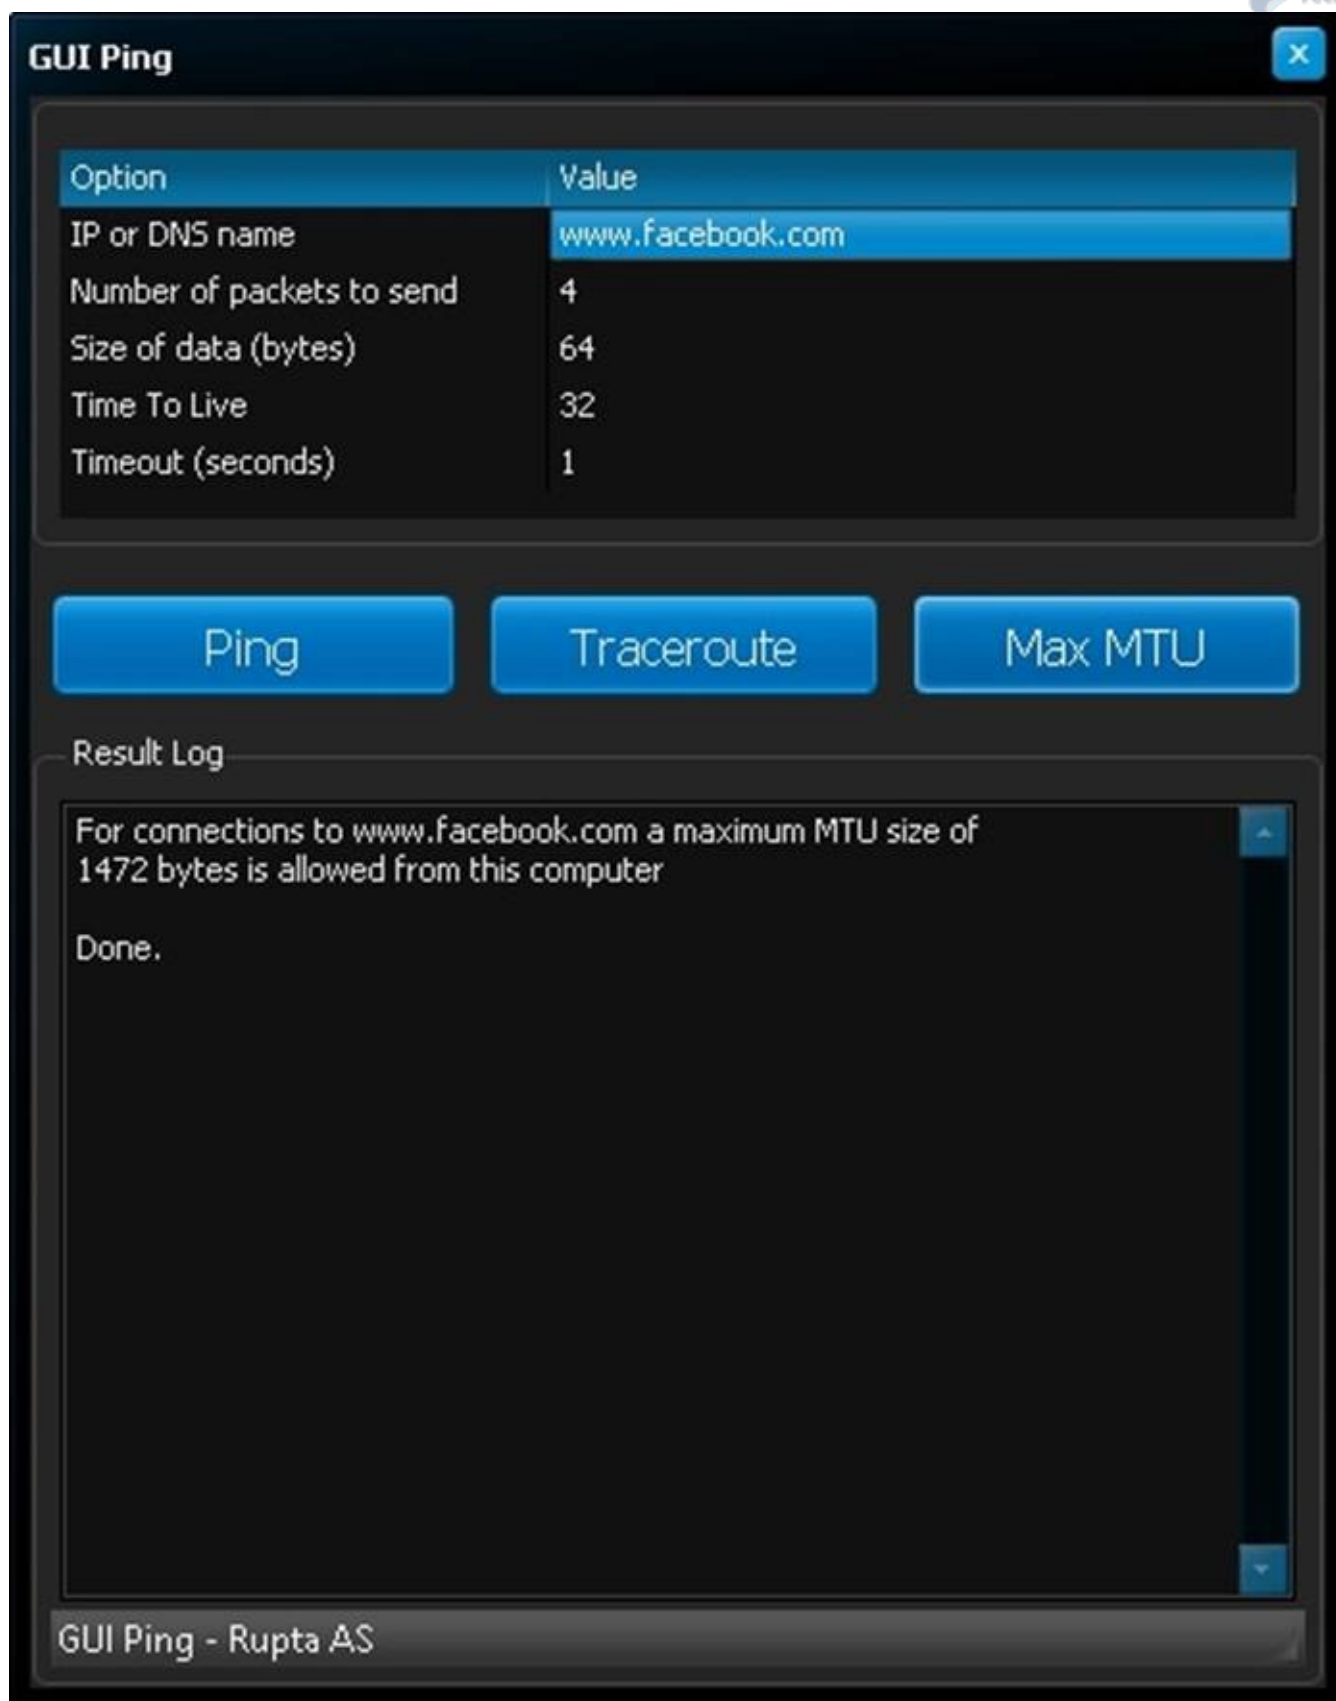 GUI Ping
Option Value
IP or DNS name www.facebook.com
Number of packets to send 4
Size of data (bytes) 64
Time To Live 32
Timeout (seconds) 1
Ping Traceroute Max MTU
Result Log
For connections to www.facebook.com a maximum MTU size of
1472 bytes is allowed from this computer
Done.
GUI Ping - Rupta AS